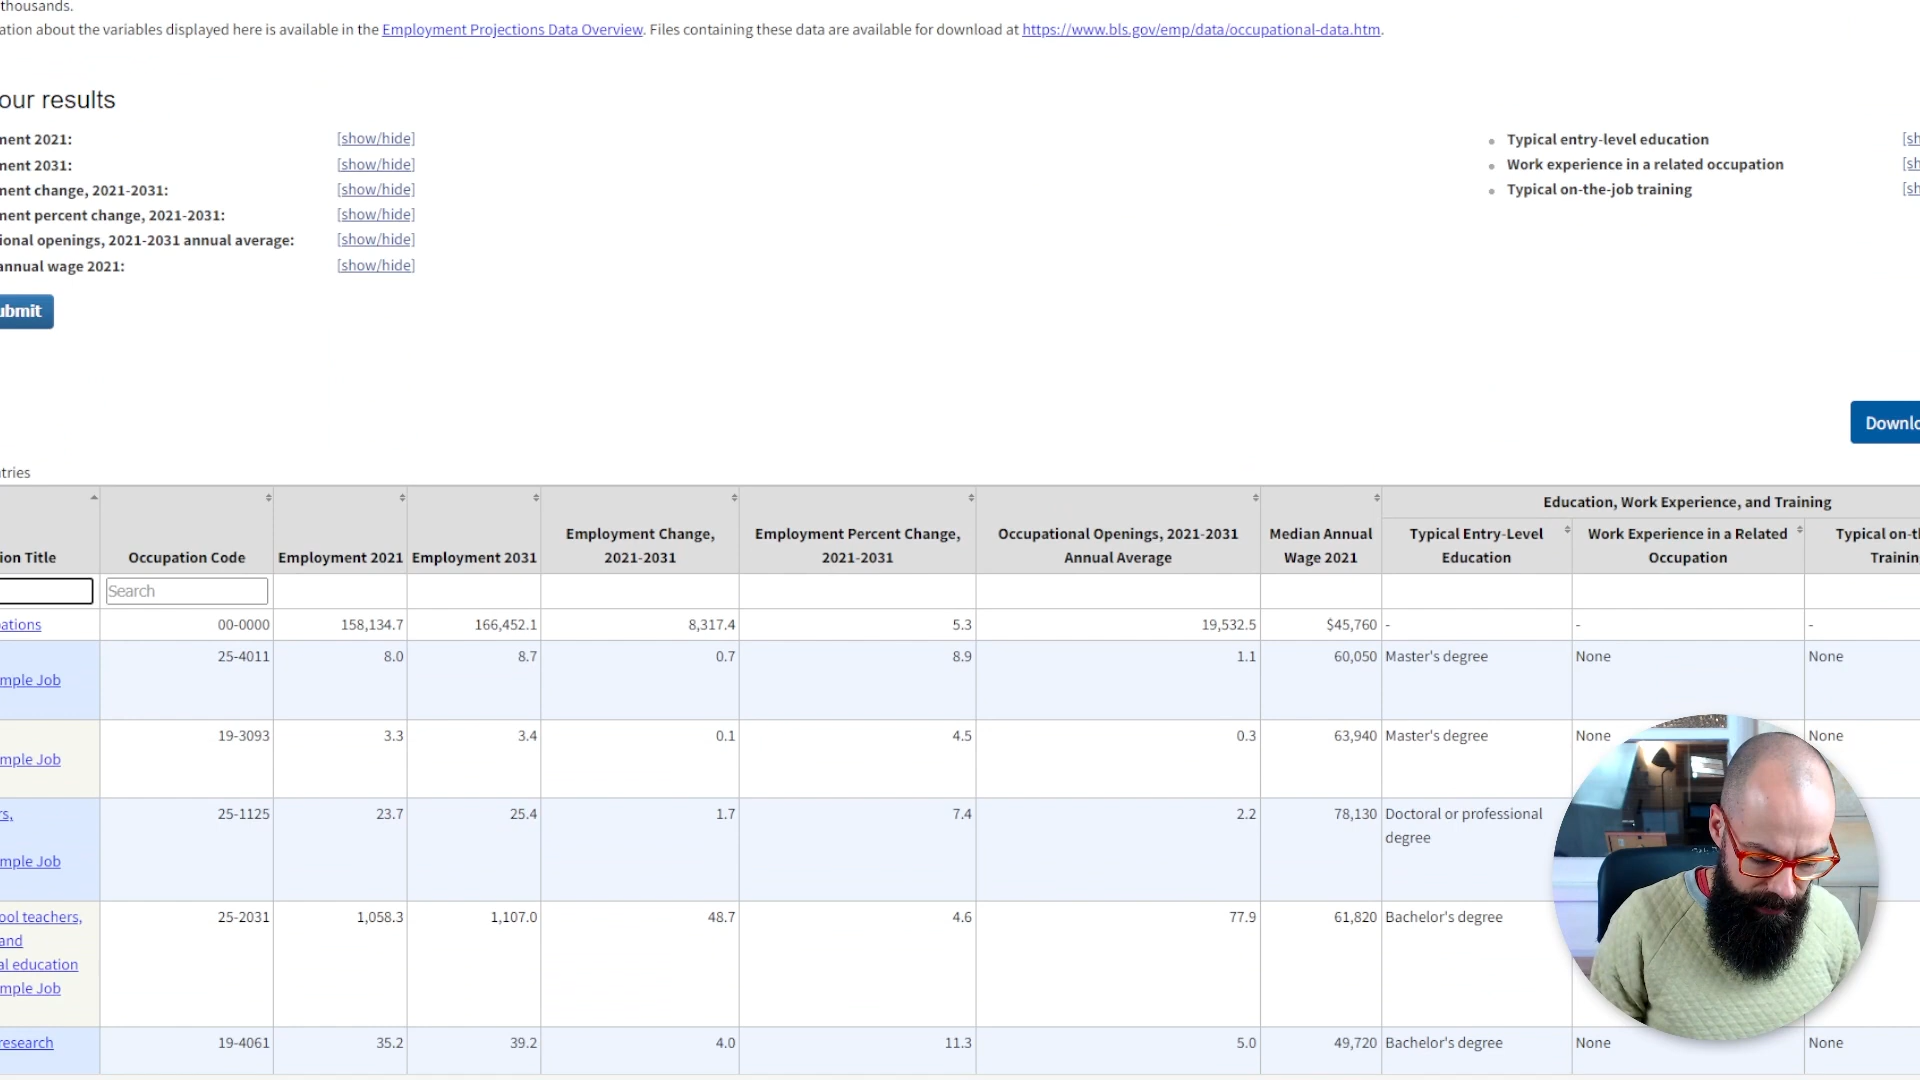 thousands.
ation about the variables displayed here is available in the Employment Projections Data Overview. Files containing these data are available for download at https://www.bls.gov/emp/data/occupational-data.htm.
our results
ment 2021: [show/hide]
ment 2031: [show/hide]
ment change, 2021-2031: [show/hide]
ment percent change, 2021-2031: [show/hide]
ional openings, 2021-2031 annual average: [show/hide]
annual wage 2021: [show/hide]
Typical entry-level education [sh
Work experience in a related occupation [sh
Typical on-the-job training [sh
ubmit
Downlo
tries
Education, Work Experience, and Training
ion Title Occupation Code Employment 2021 Employment 2031 Employment Change, 2021-2031 Employment Percent Change, 2021-2031 Occupational Openings, 2021-2031 Annual Average Median Annual Wage 2021 Typical Entry-Level Education Work Experience in a Related Occupation Typical on-t Trainin
Search
ations 00-0000 158,134.7 166,452.1 8,317.4 5.3 19,532.5 $45,760 - - -
25-4011 8.0 8.7 0.7 8.9 1.1 60,050 Master's degree None None
mple Job
19-3093 3.3 3.4 0.1 4.5 0.3 63,940 Master's degree None None
mple Job
rs, 25-1125 23.7 25.4 1.7 7.4 2.2 78,130 Doctoral or professional
degree
mple Job
ool teachers, 25-2031 1,058.3 1,107.0 48.7 4.6 77.9 61,820 Bachelor's degree
and
al education
mple Job
research 19-4061 35.2 39.2 4.0 11.3 5.0 49,720 Bachelor's degree None None